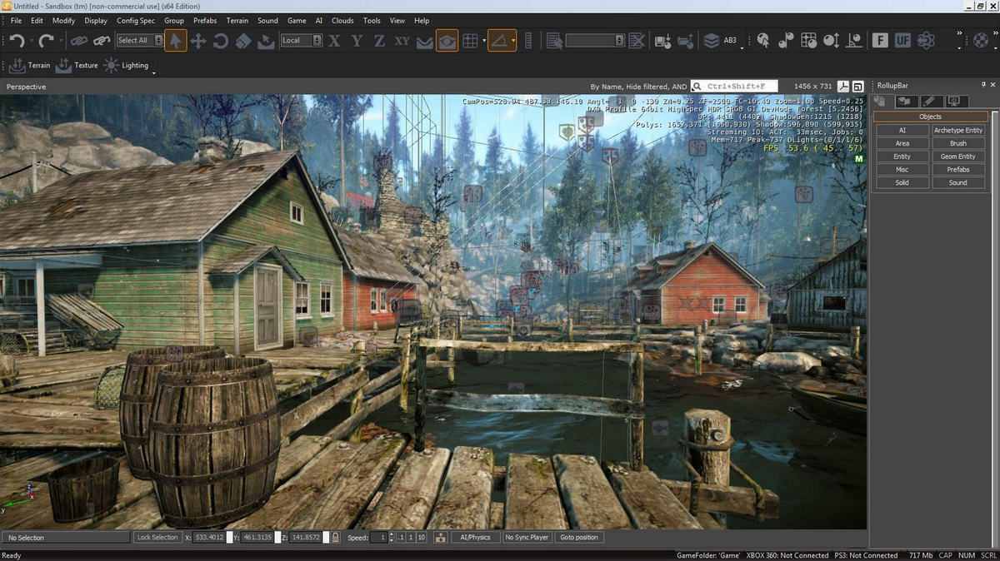 Untitled - Sandbox (tm) [non-commercial use] (x64 Edition)
File Edit Modify Display Config Spec Group Prefabs Terrain Sound Game AI Clouds Tools View Help
Select All Local X Y Z XY AB3 F UF
Terrain Texture Lighting
Perspective By Name, Hide filtered, AND Ctrl+Shift+F 1456 x 731
RollupBar
CamPos=528.94 487.38 146.10 Angl= -1 0 -130 ZN=0.25 ZF=2500 FC=16.49 Zoom=1.00 Speed=0.25
Profile 64bit HighSpec HDR SRGB GI DevMode Forest [5.2456]
DP: (4402) ShadowGen:1215 (1218)
Polys: (1650,930) Shadow:596,890 (599,935)
Streaming IO: ACT: 33msec, Jobs: 0
Mem=717 Peak=737 DLights=(0/1/1/6)
FPS 53.6 ( 45.. 57)
M
Objects
AI Archetype Entity
Area Brush
Entity Geom Entity
Misc Prefabs
Solid Sound
z
x
y
No Selection Lock Selection X: 533.4012 Y: 461.3135 Z: 141.8572 Speed: 1 .1 1 10 AI/Physics No Sync Player Goto position
Ready GameFolder: 'Game' XBOX 360: Not Connected PS3: Not Connected 717 Mb CAP NUM SCRL